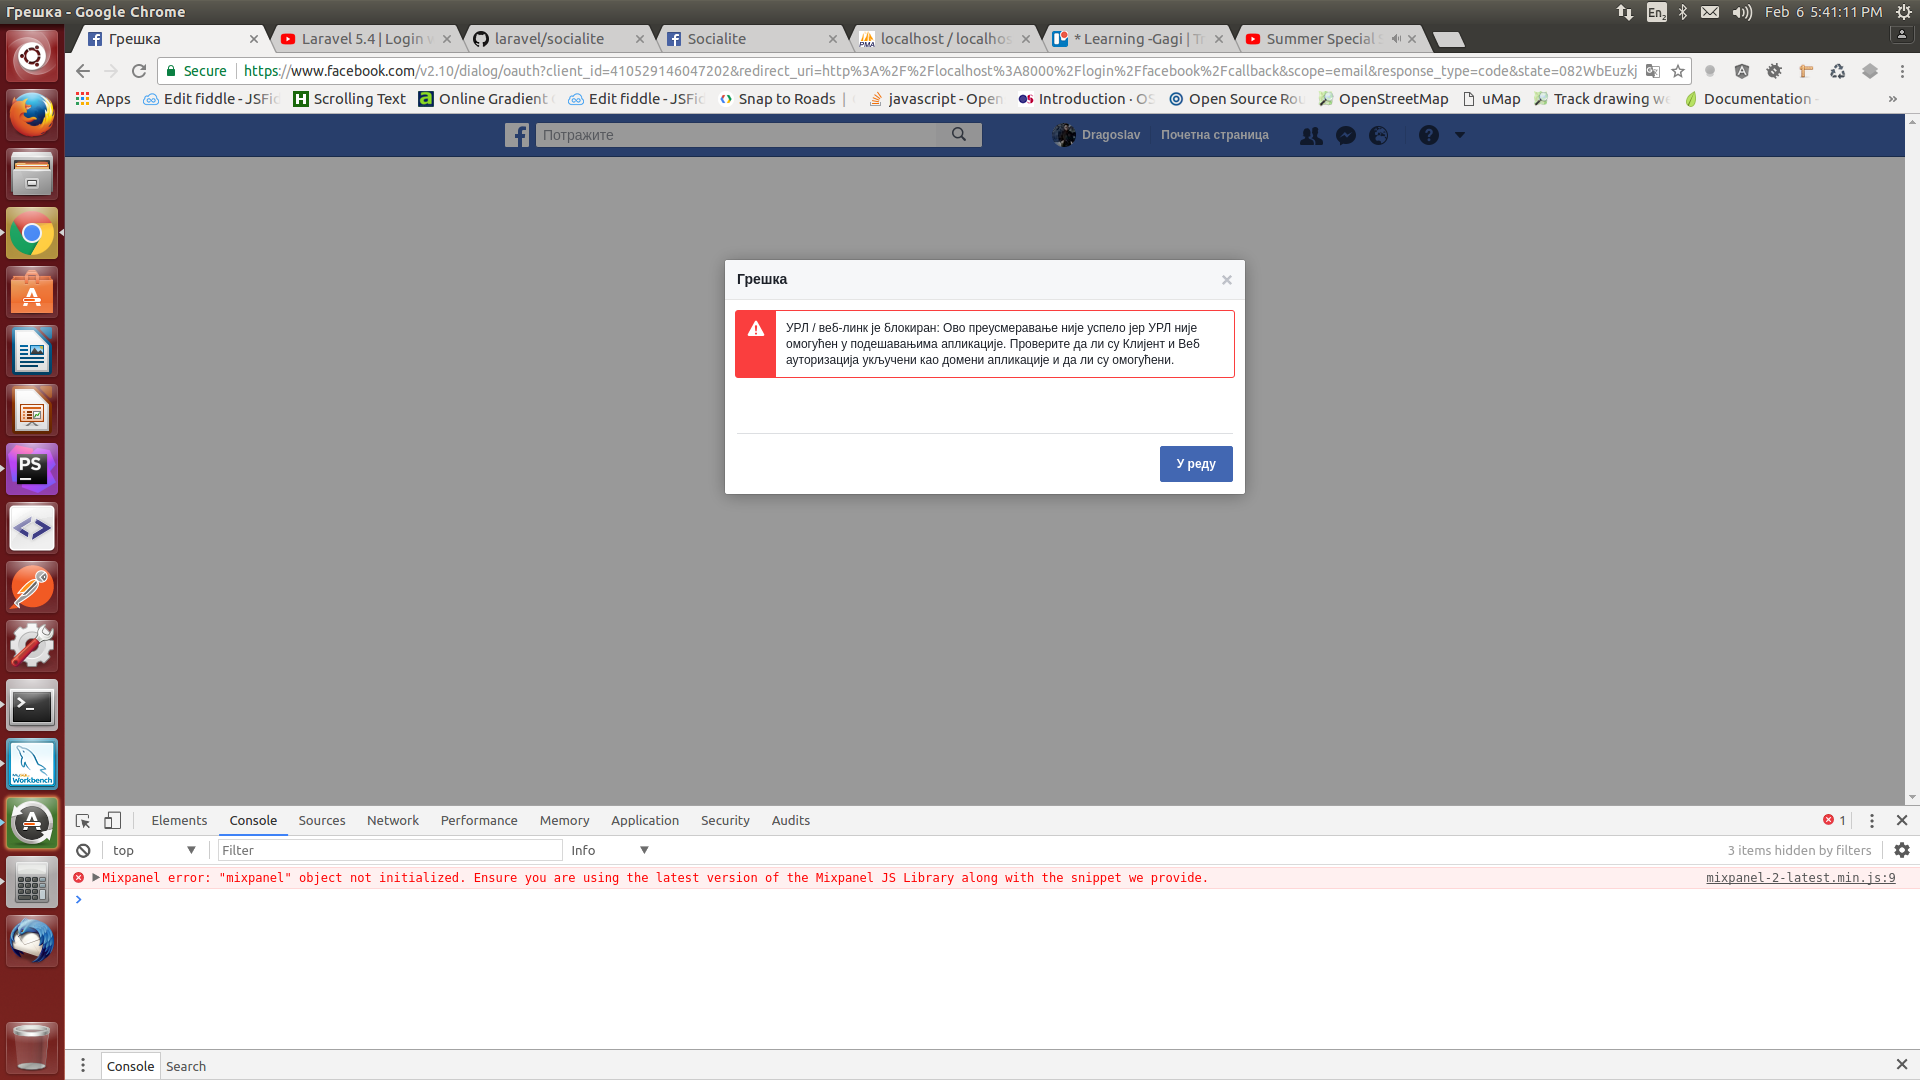 Грешка - Google Chrome
En2
Feb 6 5:41:11 PM
Грешка
Laravel 5.4 | Login
laravel/socialite
Socialite
localhost / localhos
* Learning -Gagi |
Summer Special
Secure
https://www.facebook.com/v2.10/dialog/oauth?client_id=410529146047202&redirect_uri=http%3A%2F%2Flocalhost%3A8000%2Flogin%2Ffacebook%2Fcallback&scope=email&response_type=code&state=082WbEuzkj
Apps
Edit fiddle - JSFid
Scrolling Text
Online Gradient
Edit fiddle - JSFid
Snap to Roads |
javascript - Open
Introduction · OS
Open Source Rou
OpenStreetMap
uMap
Track drawing we
Documentation
»
Потражите
Dragoslav
Почетна страница
Грешка
УРЛ / веб-линк је блокиран: Ово преусмеравање није успело јер УРЛ није
омогућен у подешавањима апликације. Проверите да ли су Клијент и Веб
ауторизација укључени као домени апликације и да ли су омогућени.
У реду
PS
MySQL
Workbench
Elements
Console
Sources
Network
Performance
Memory
Application
Security
Audits
1
top
Filter
Info
3 items hidden by filters
Mixpanel error: "mixpanel" object not initialized. Ensure you are using the latest version of the Mixpanel JS Library along with the snippet we provide.
mixpanel-2-latest.min.js:9
Console
Search